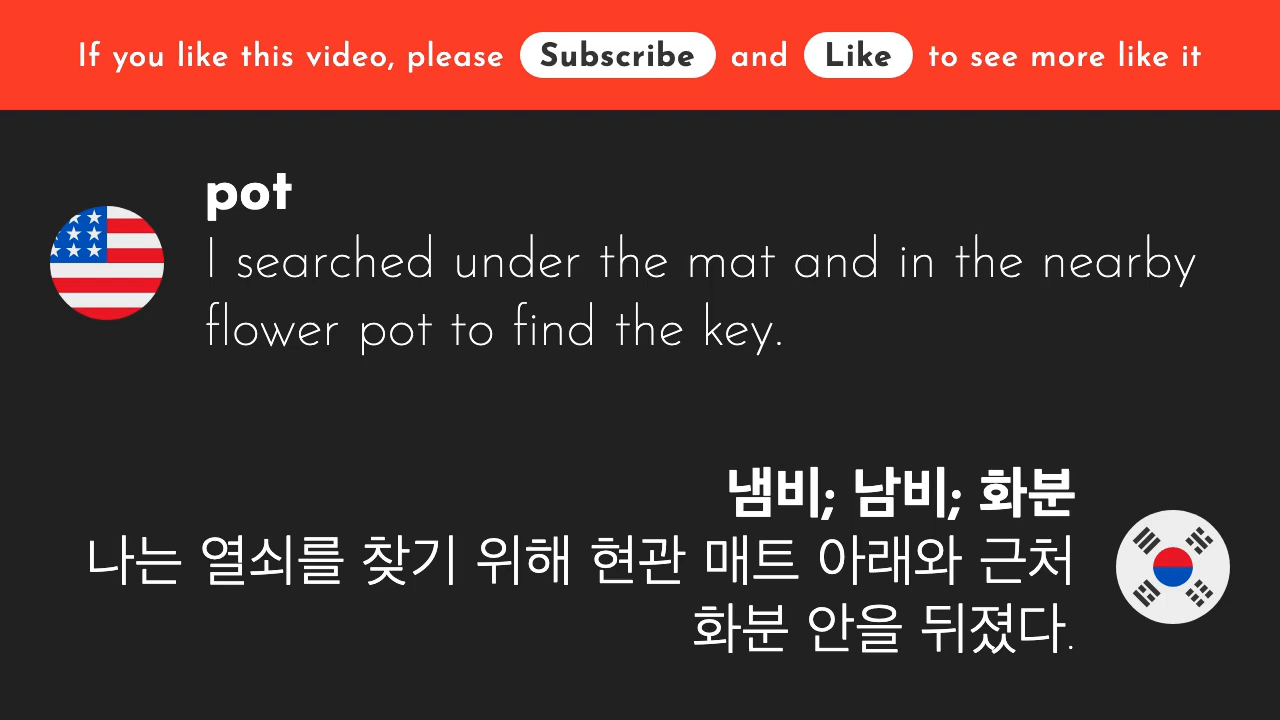 If you like this video, please Subscribe and Like to see more like it
pot
I searched under the mat and in the nearby
flower pot to find the key.
냄비; 남비; 화분
나는 열쇠를 찾기 위해 현관 매트 아래와 근처
화분 안을 뒤졌다.